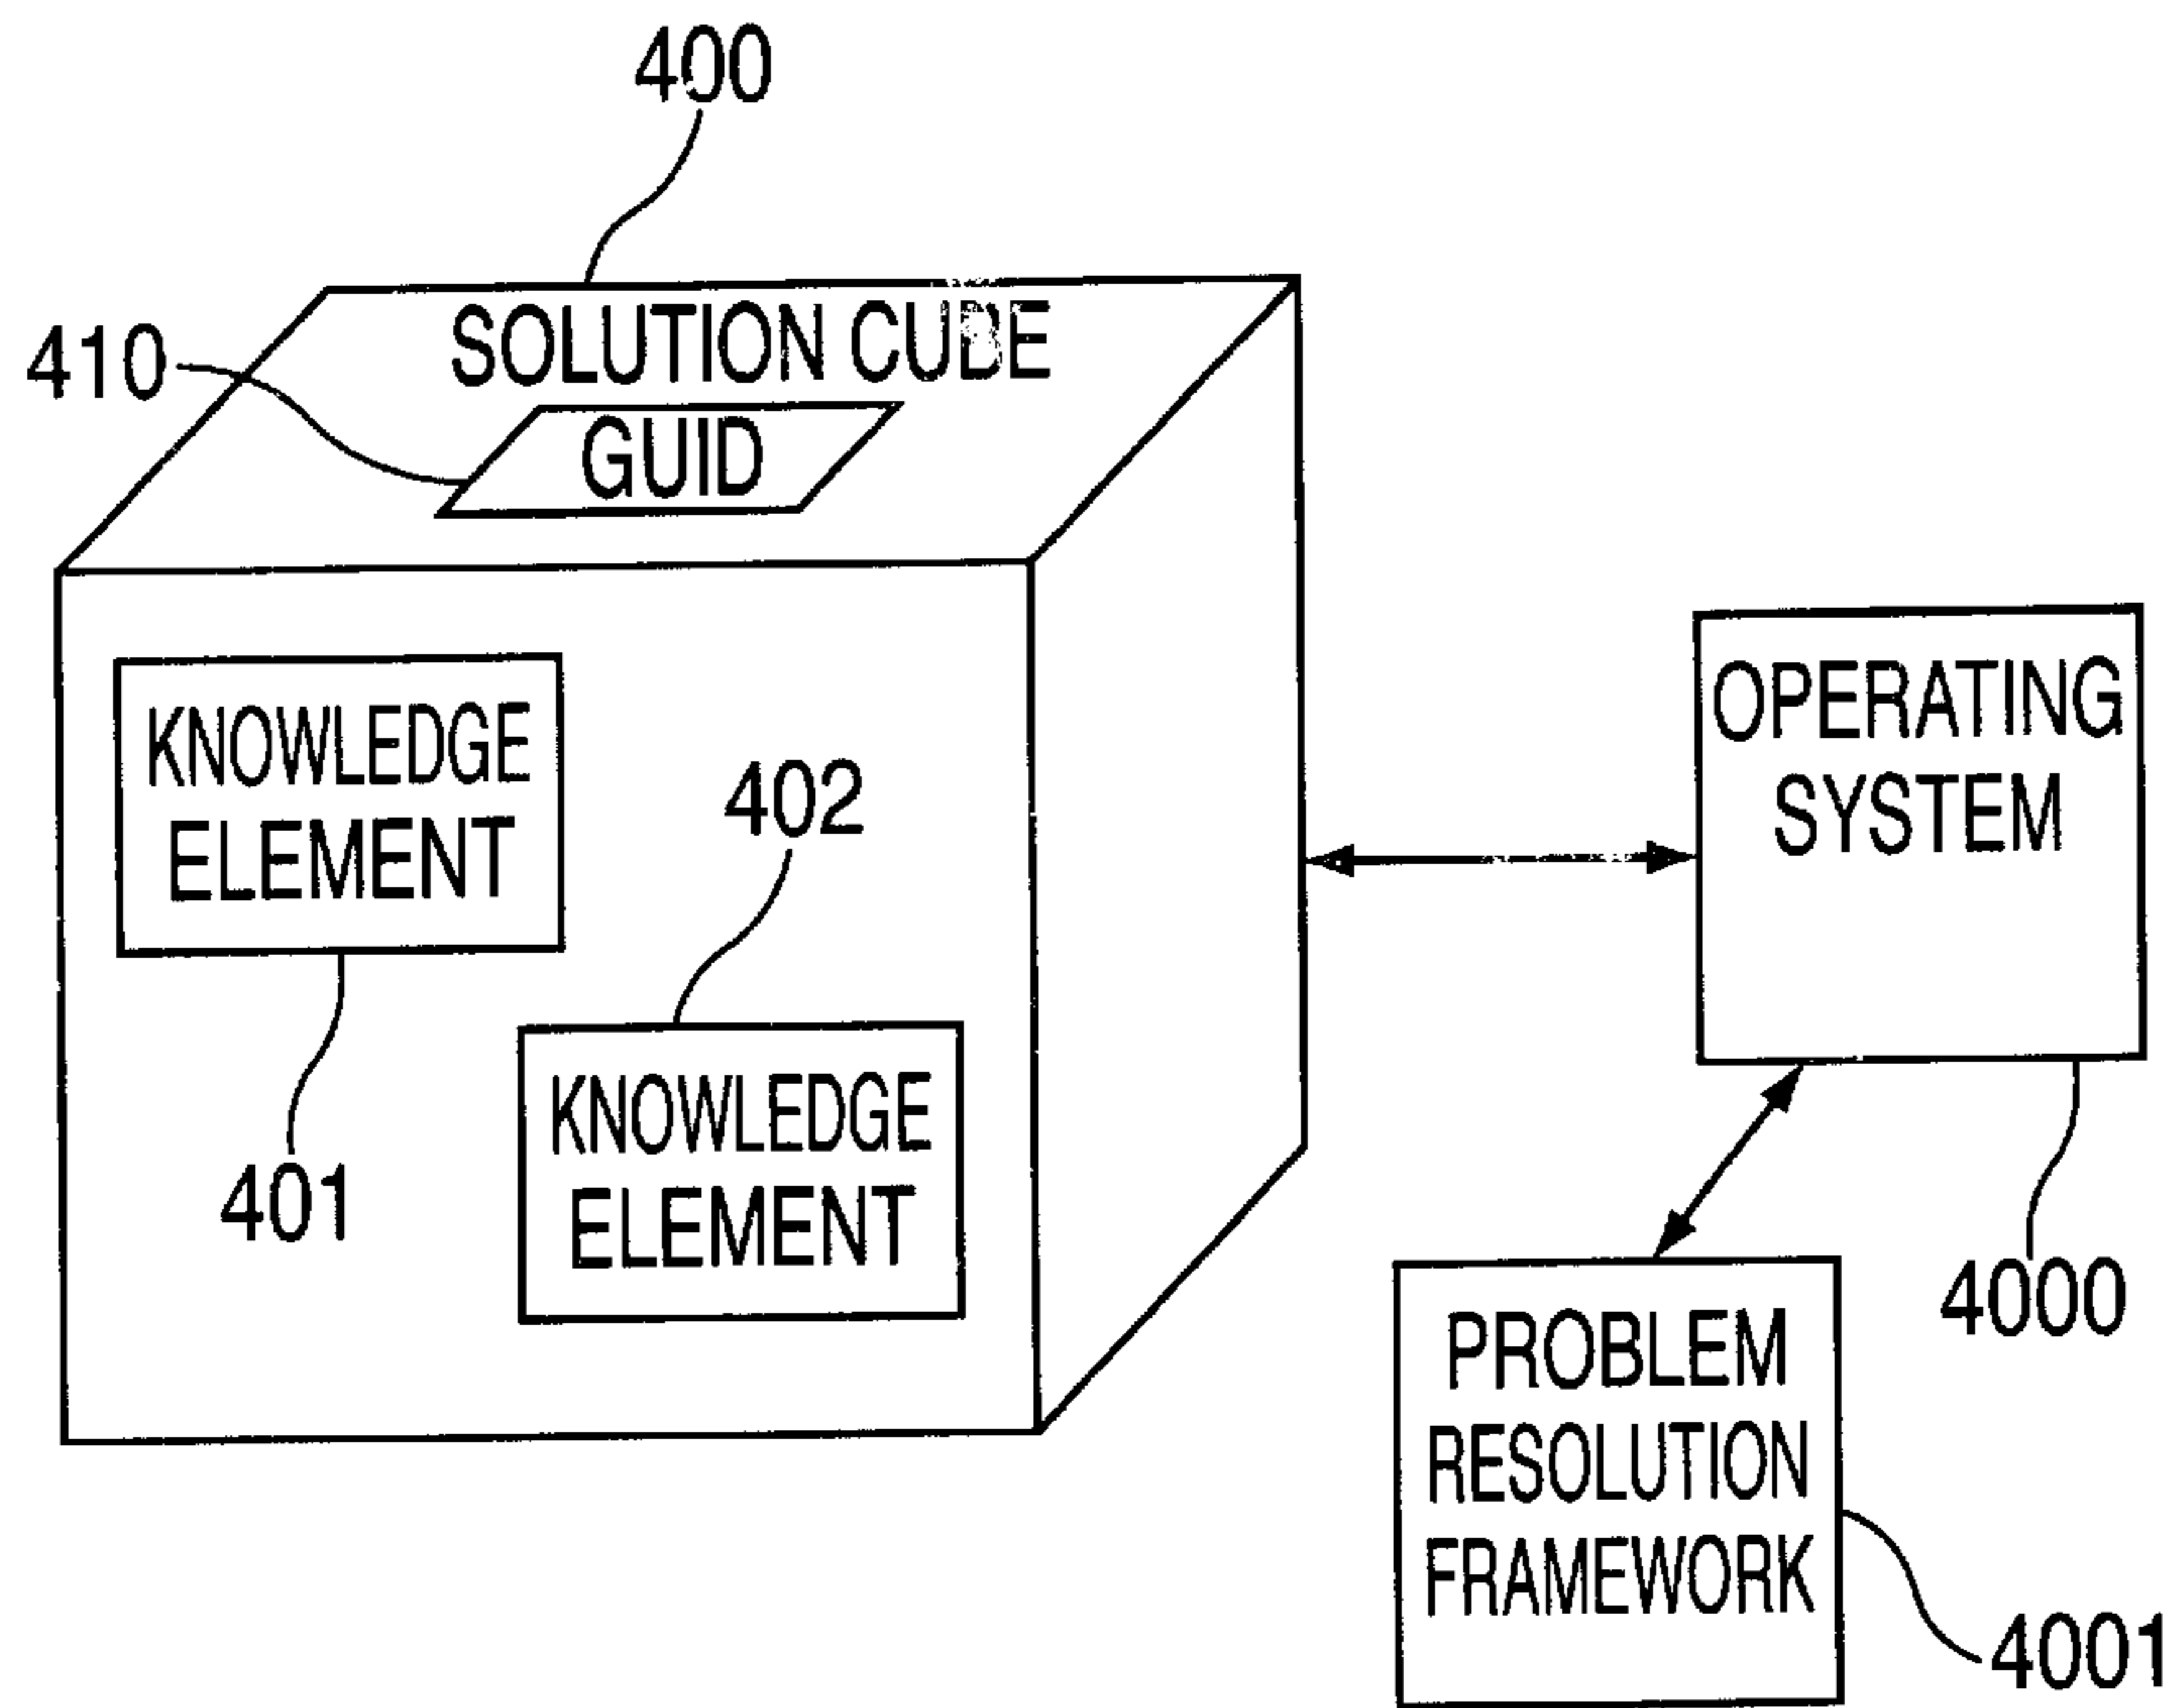 400
SOLUTION CUBE
410
GUID
KNOWLEDGE
ELEMENT
401
402
KNOWLEDGE
ELEMENT
OPERATING
SYSTEM
4000
PROBLEM
RESOLUTION
FRAMEWORK
4001